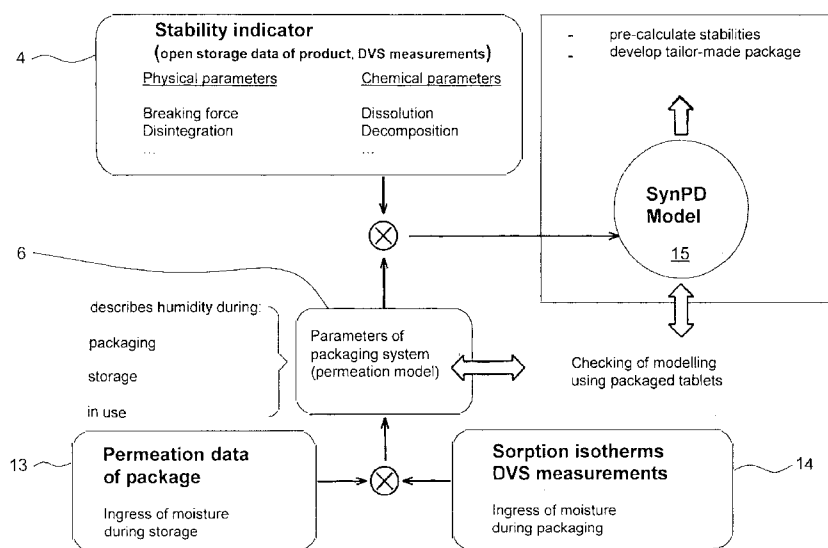 Stability indicator
(open storage data of product, DVS measurements)
4
Physical parameters
Chemical parameters
Breaking force
Disintegration
...
Dissolution
Decomposition
...
- pre-calculate stabilities
- develop tailor-made package
SynPD
Model
15
6
describes humidity during:
packaging
storage
in use
Parameters of
packaging system
(permeation model)
Checking of modelling
using packaged tablets
13
Permeation data
of package
Ingress of moisture
during storage
Sorption isotherms
DVS measurements
Ingress of moisture
during packaging
14